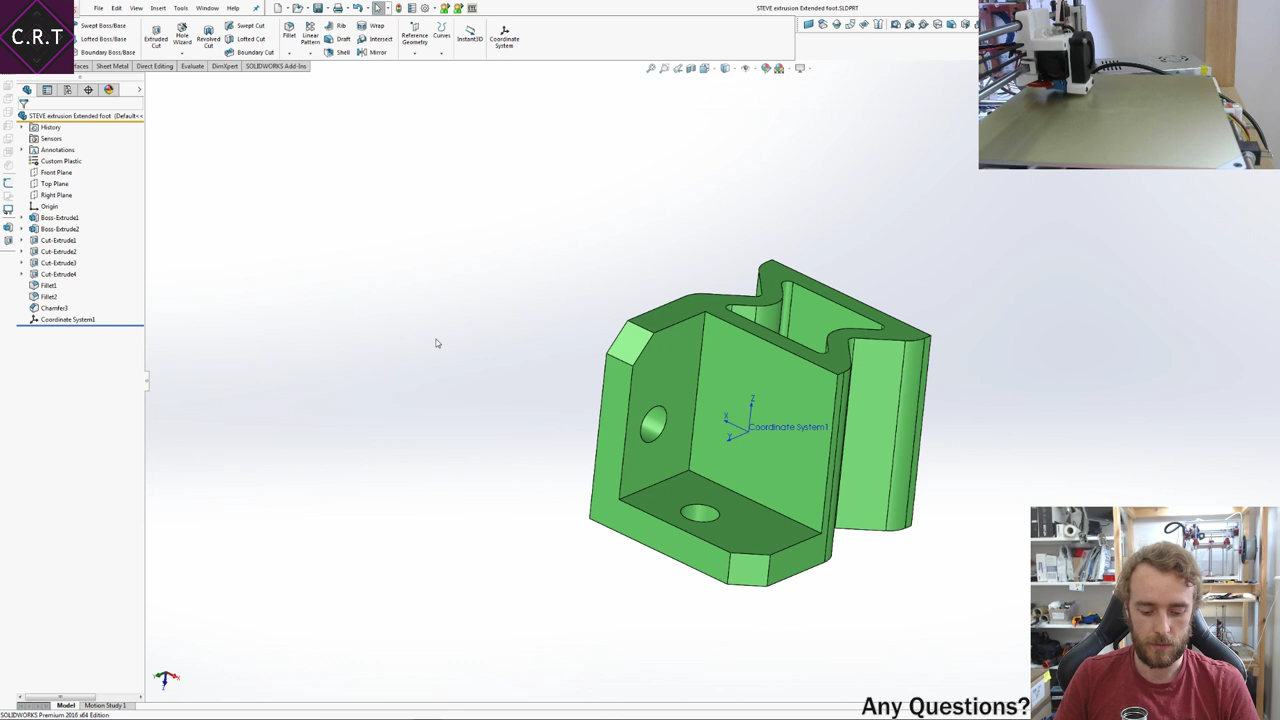 STEVE extrusion Extended foot.SLDPRT
C.R.T
File Edit View Insert Tools Window Help
Swept Boss/Base
Lofted Boss/Base
Boundary Boss/Base
Extruded Cut
Hole Wizard
Revolved Cut
Swept Cut
Lofted Cut
Boundary Cut
Fillet
Linear Pattern
Rib
Draft
Shell
Wrap
Intersect
Mirror
Reference Geometry
Curves
Instant3D
Coordinate System
faces Sheet Metal Direct Editing Evaluate DimXpert SOLIDWORKS Add-Ins
STEVE extrusion Extended foot (Default<<
History
Sensors
Annotations
Custom Plastic
Front Plane
Top Plane
Right Plane
Origin
Boss-Extrude1
Boss-Extrude2
Cut-Extrude1
Cut-Extrude2
Cut-Extrude3
Cut-Extrude4
Fillet1
Fillet2
Chamfer3
Coordinate System1
Z
X
Y
Coordinate System1
Model Motion Study 1
SOLIDWORKS Premium 2016 x64 Edition
Any Questions?